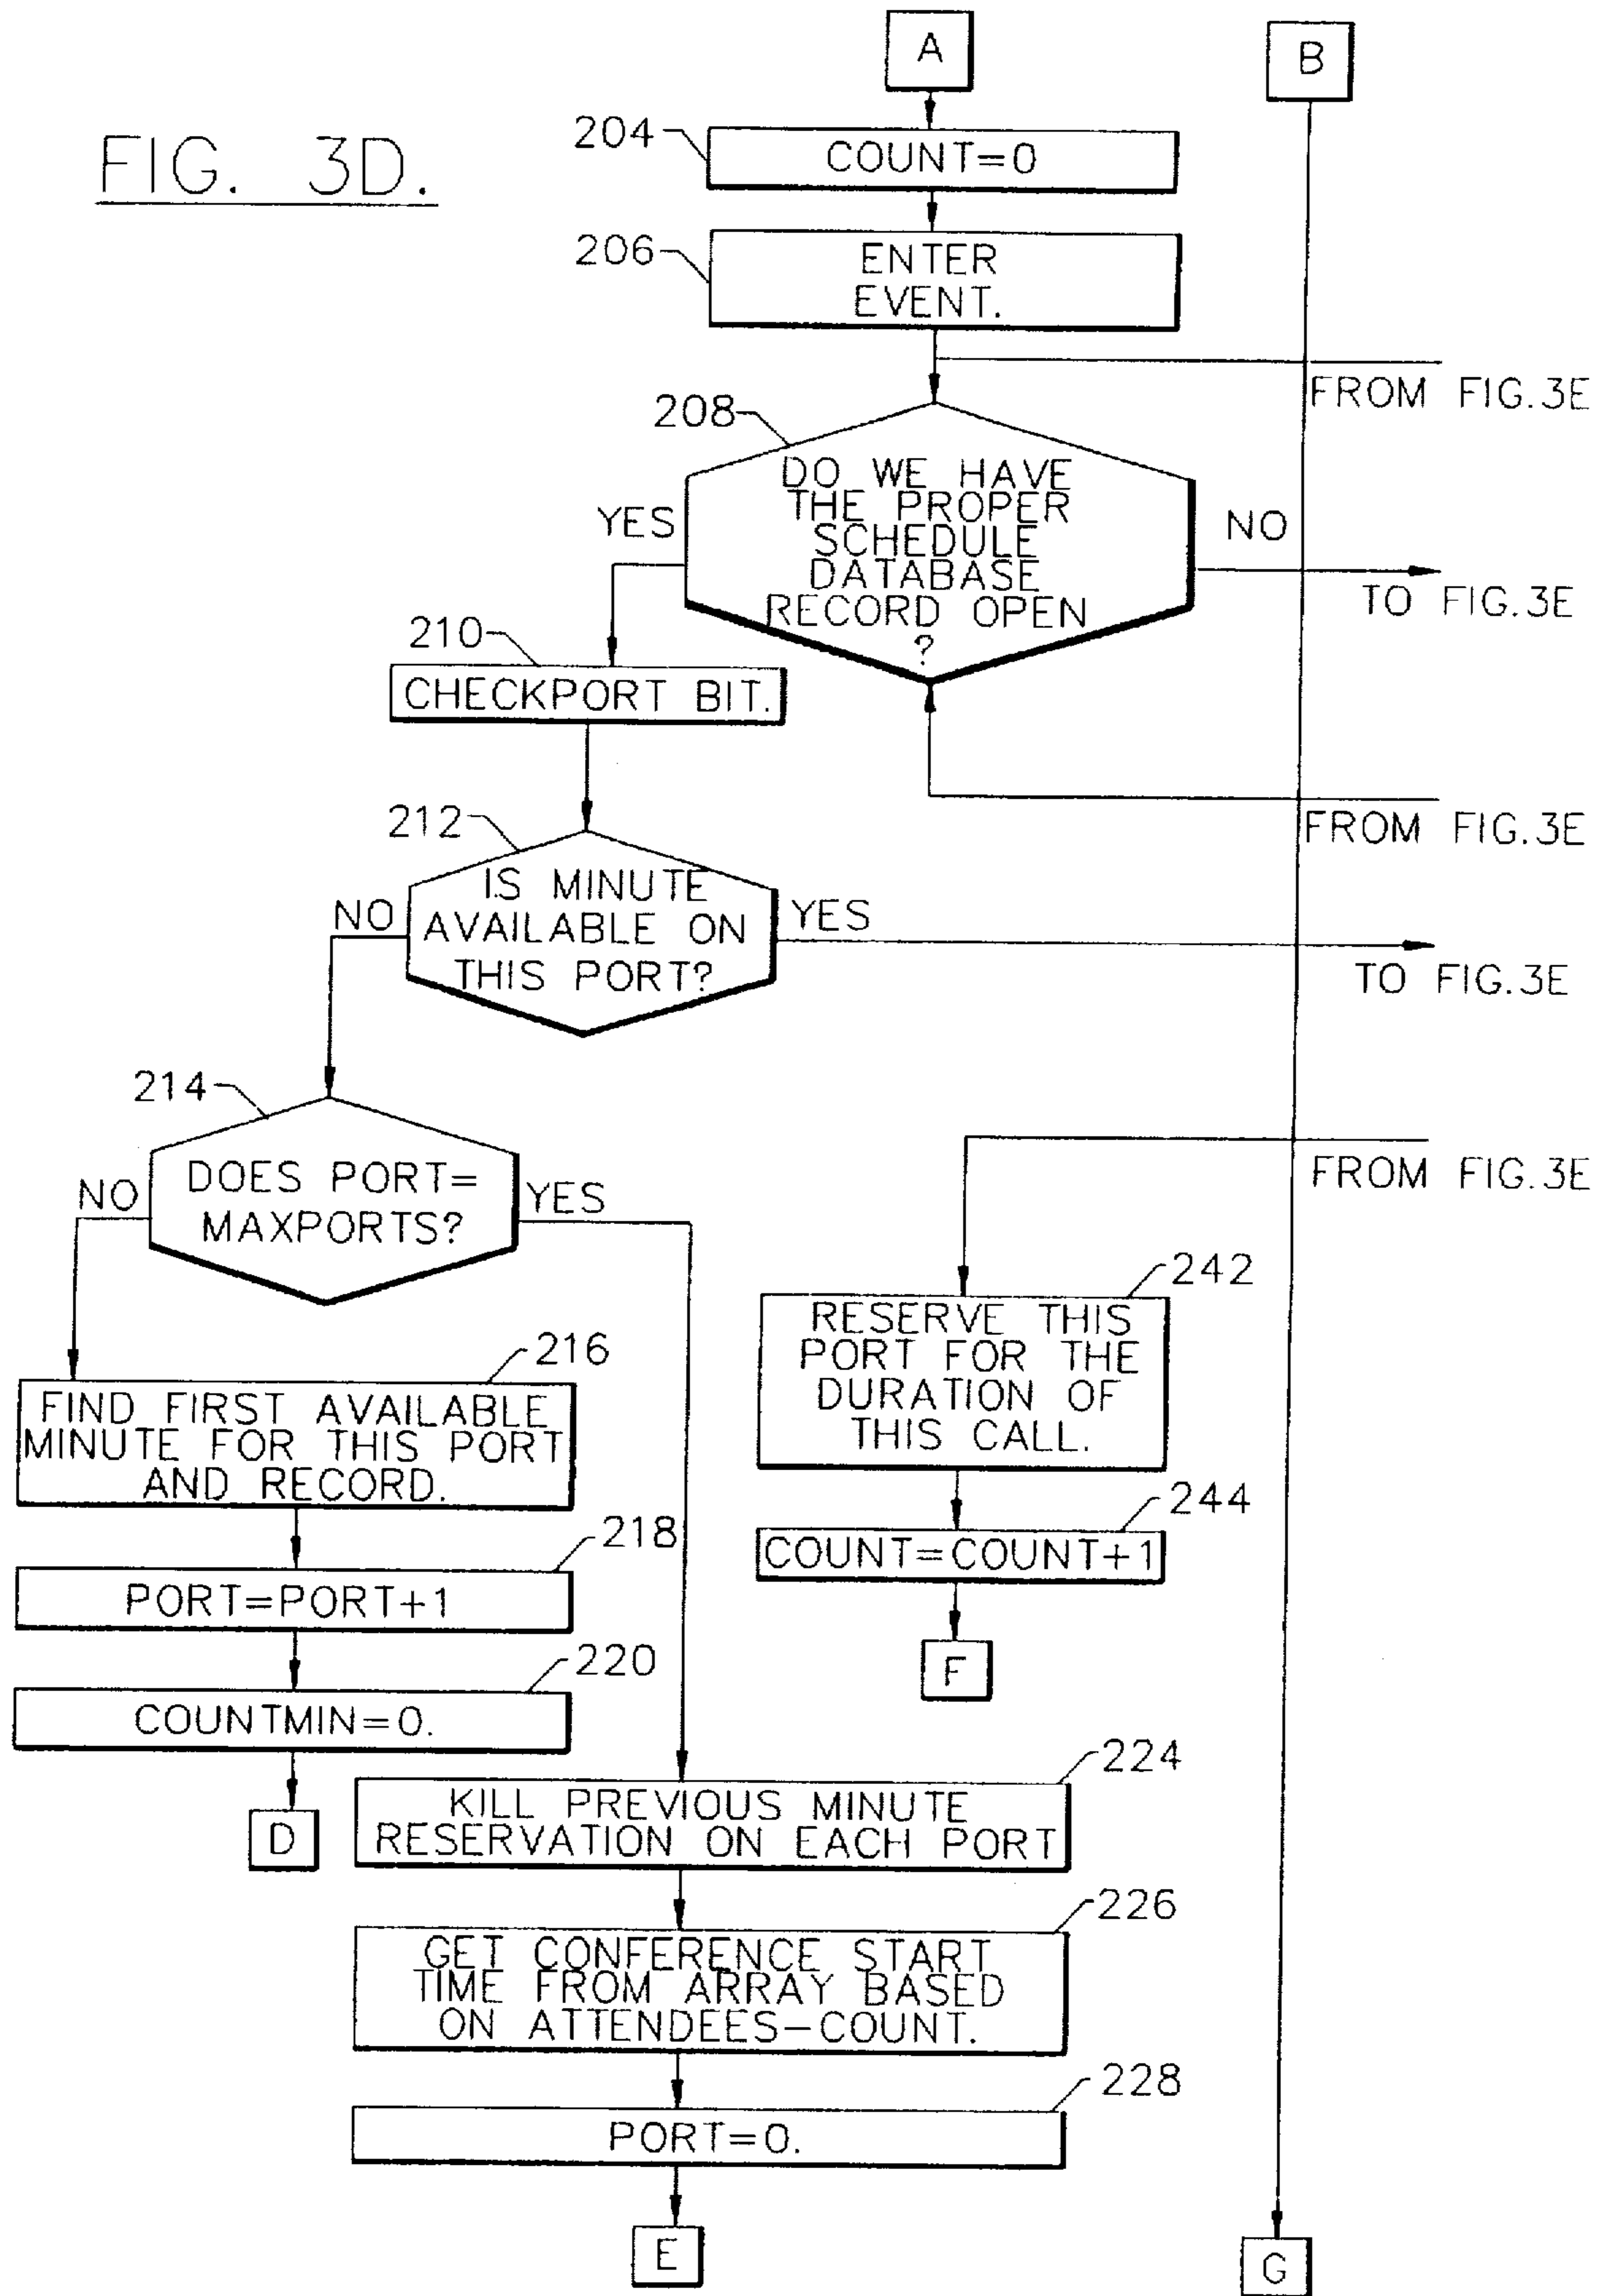 A
B
FIG. 3D.
204
COUNT=0
206
ENTER
EVENT.
FROM FIG.3E
208
DO WE HAVE
THE PROPER
SCHEDULE
DATABASE
RECORD OPEN
?
YES
NO
TO FIG.3E
210
CHECKPORT BIT.
FROM FIG.3E
212
IS MINUTE
AVAILABLE ON
THIS PORT?
NO
YES
TO FIG.3E
214
DOES PORT=
MAXPORTS?
NO
YES
FROM FIG.3E
242
RESERVE THIS
PORT FOR THE
DURATION OF
THIS CALL.
216
FIND FIRST AVAILABLE
MINUTE FOR THIS PORT
AND RECORD.
244
COUNT=COUNT+1
218
PORT=PORT+1
F
220
COUNTMIN=0.
D
224
KILL PREVIOUS MINUTE
RESERVATION ON EACH PORT
226
GET CONFERENCE START
TIME FROM ARRAY BASED
ON ATTENDEES-COUNT.
228
PORT=0.
E
G